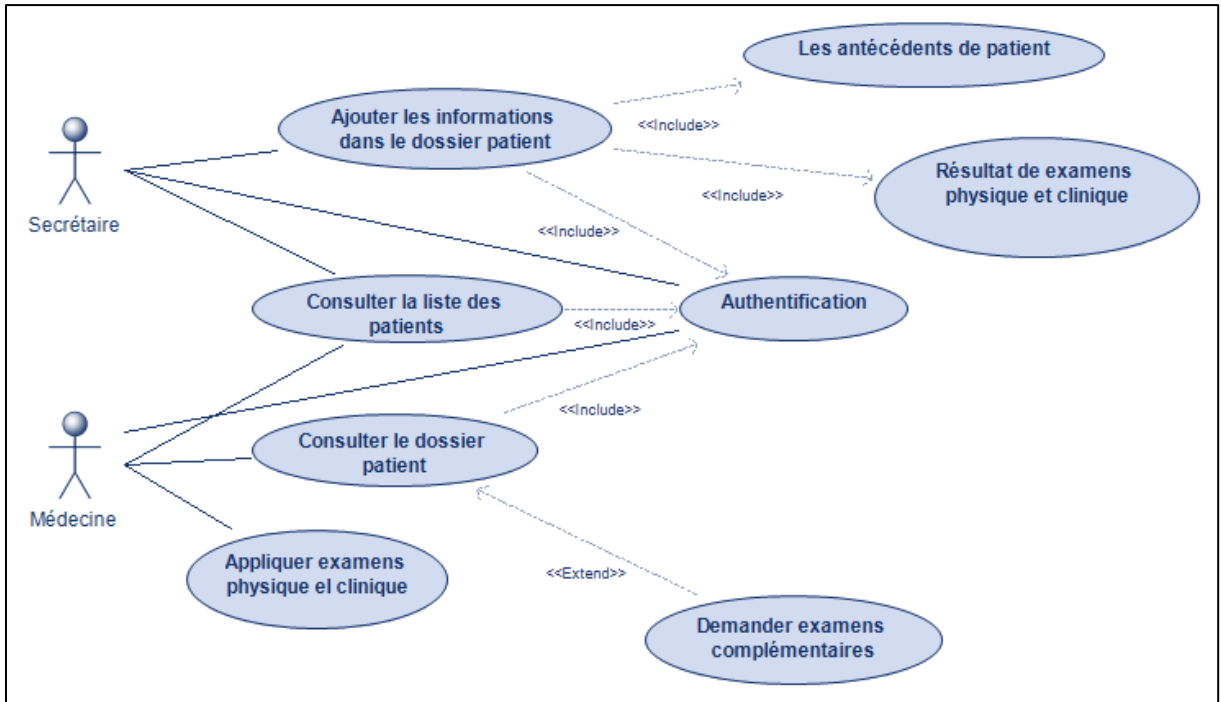 Les antécédents de patient
Ajouter les informations
dans le dossier patient
<<Include>>
Résultat de examens
physique et clinique
<<Include>>
Secrétaire
<<Include>>
Consulter la liste des
patients
<<Include>>
Authentification
<<Include>>
Consulter le dossier
patient
Médecine
Appliquer examens
physique el clinique
<<Extend>>
Demander examens
complémentaires